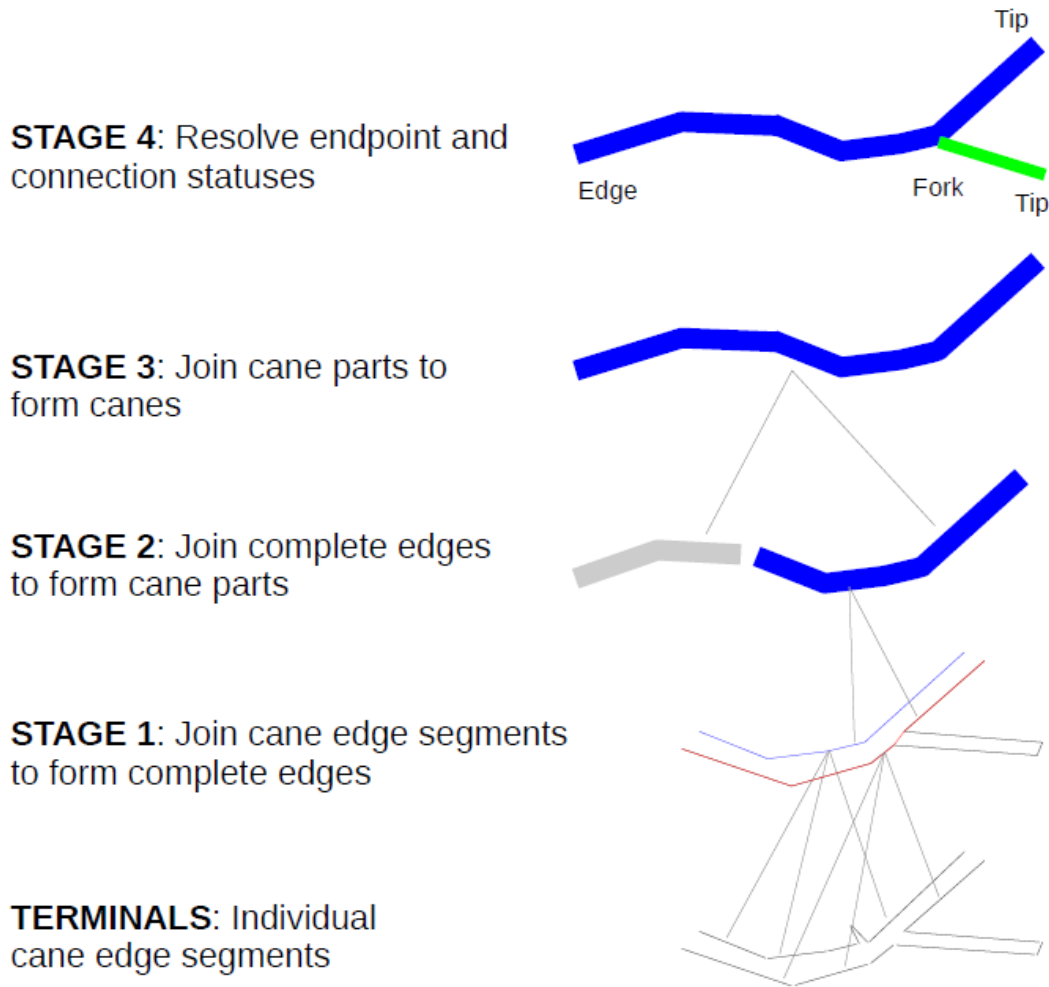 Tip
STAGE 4: Resolve endpoint and
connection statuses
Edge
Fork
Tip
STAGE 3: Join cane parts to
form canes
STAGE 2: Join complete edges
to form cane parts
STAGE 1: Join cane edge segments
to form complete edges
TERMINALS: Individual
cane edge segments